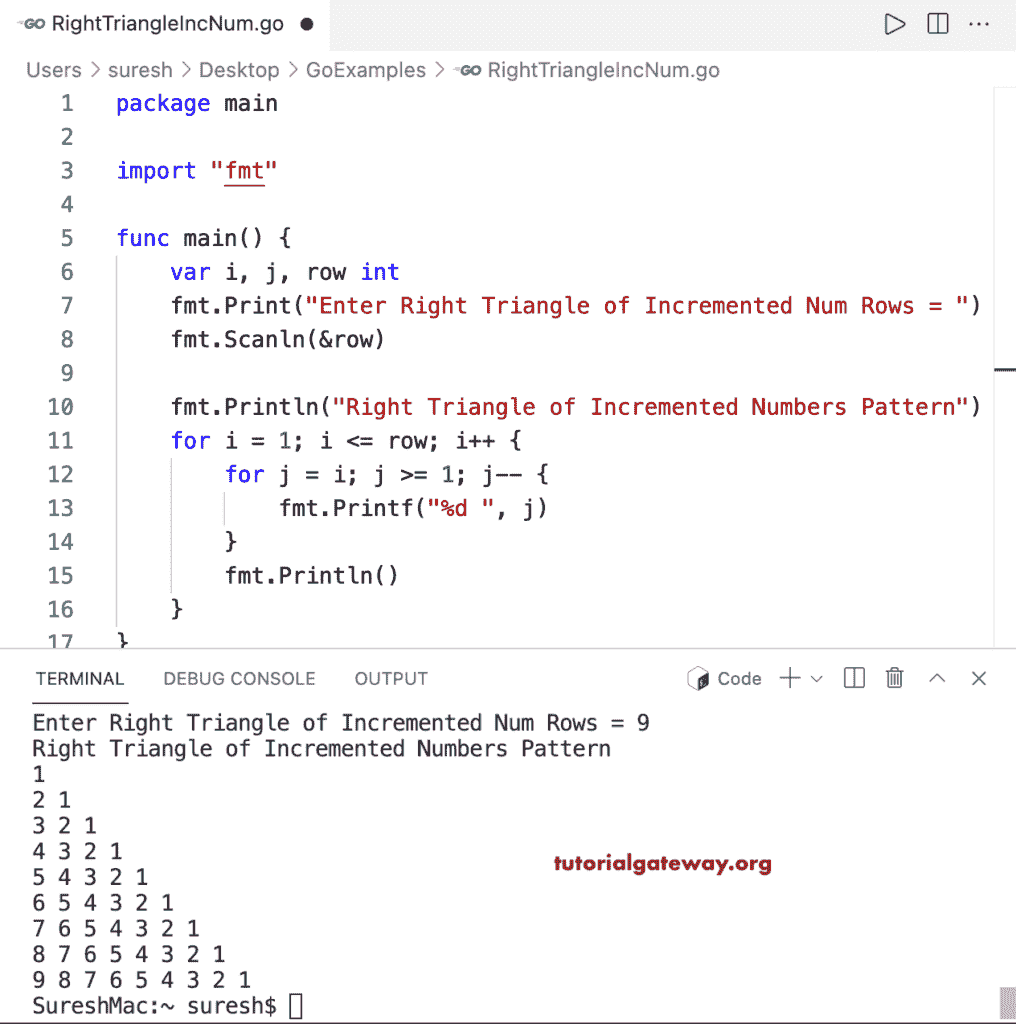 GO RightTriangleIncNum.go ●
Users > suresh > Desktop > GoExamples > GO RightTriangleIncNum.go
1 package main
2
3 import "fmt"
4
5 func main() {
6     var i, j, row int
7     fmt.Print("Enter Right Triangle of Incremented Num Rows = ")
8     fmt.Scanln(&row)
9
10     fmt.Println("Right Triangle of Incremented Numbers Pattern")
11     for i = 1; i <= row; i++ {
12         for j = i; j >= 1; j-- {
13             fmt.Printf("%d ", j)
14         }
15         fmt.Println()
16     }
17 }
TERMINAL DEBUG CONSOLE OUTPUT Code
Enter Right Triangle of Incremented Num Rows = 9
Right Triangle of Incremented Numbers Pattern
1
2 1
3 2 1
4 3 2 1
5 4 3 2 1
6 5 4 3 2 1
7 6 5 4 3 2 1
8 7 6 5 4 3 2 1
9 8 7 6 5 4 3 2 1
SureshMac:~ suresh$
tutorialgateway.org